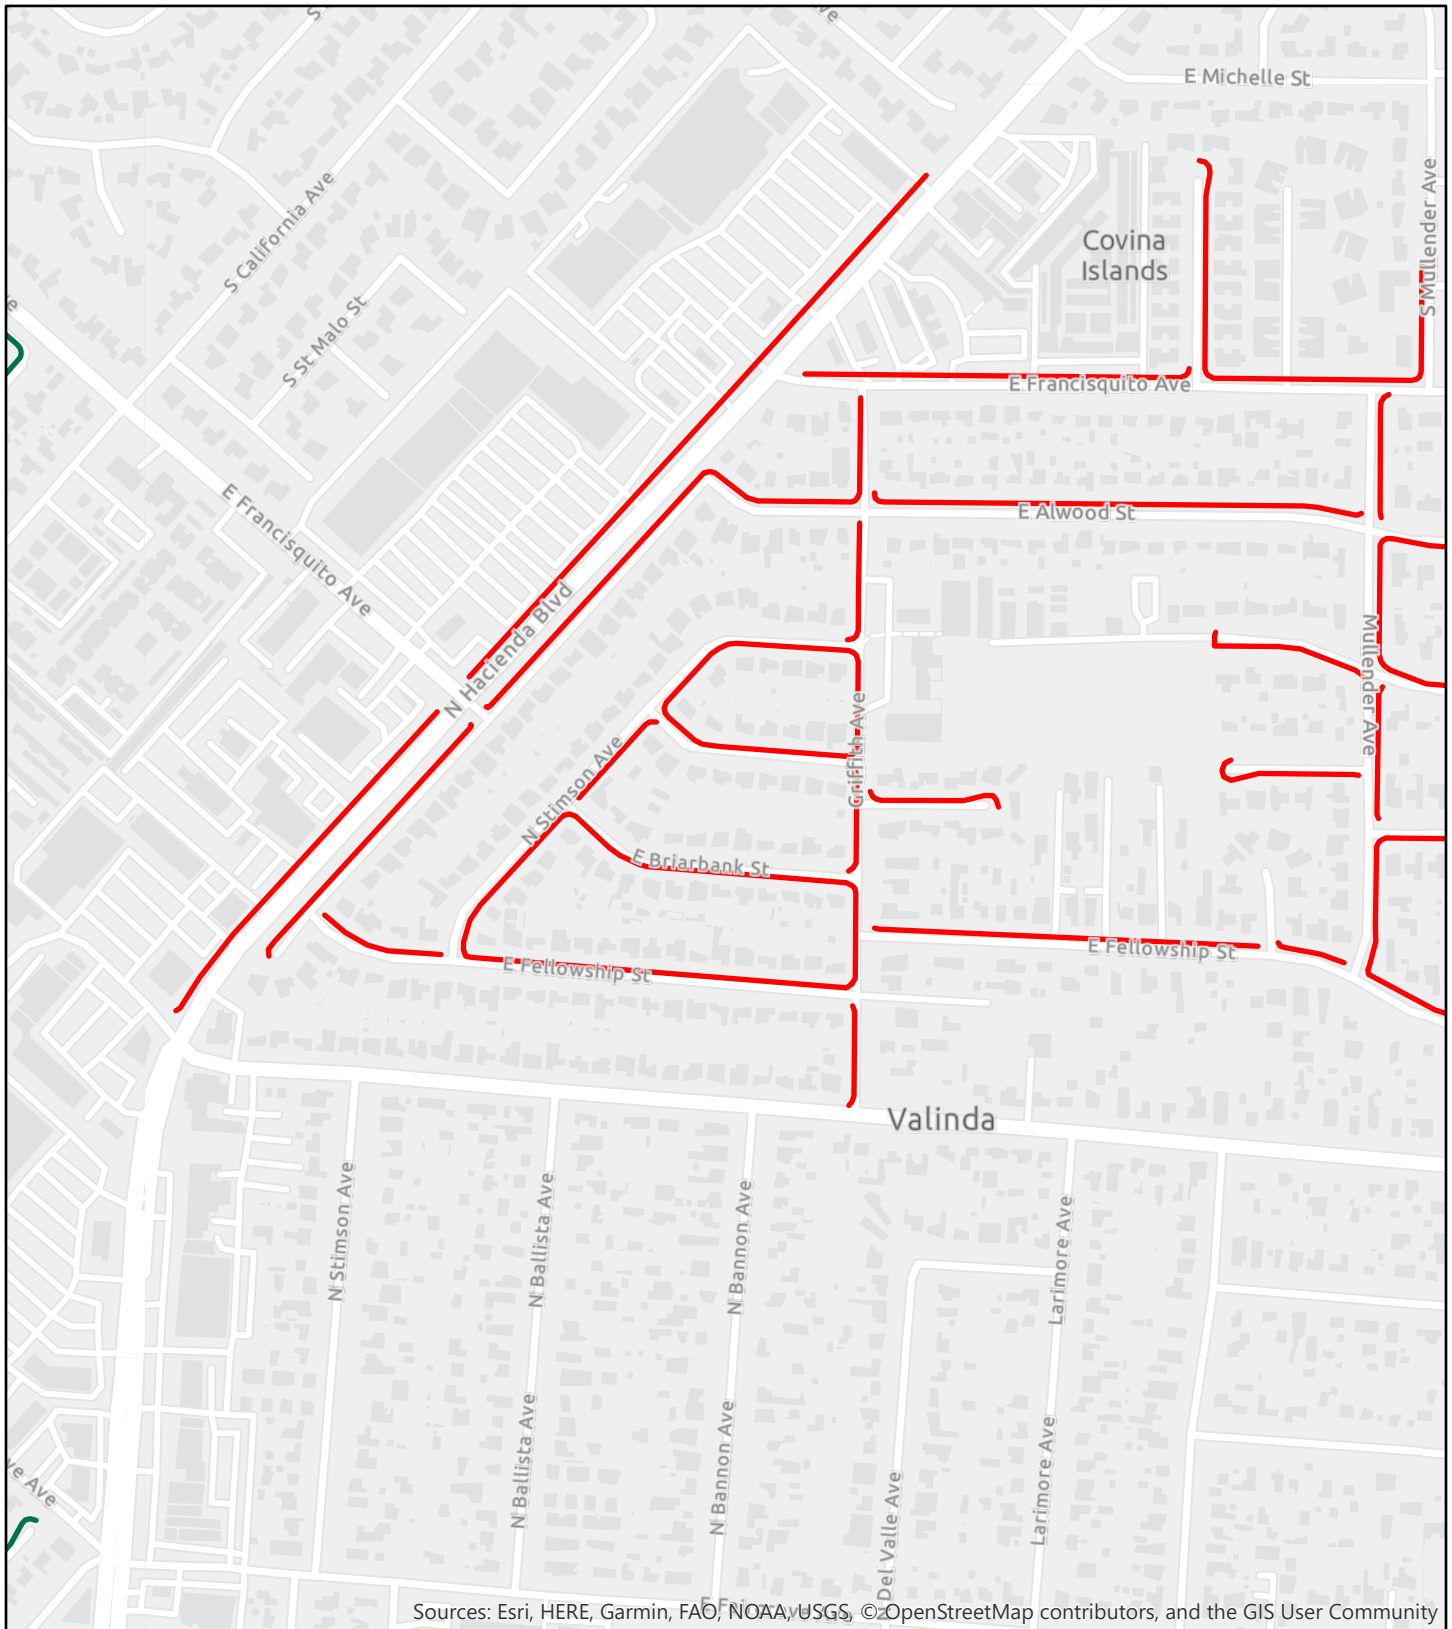 E Michelle St
S Mullender Ave
S California Ave
Covina
Islands
S St Malo St
E Francisquito Ave
E Alwood St
E Francisquito Ave
N Hacienda Blvd
Mullender Ave
Griffith Ave
N Stimson Ave
E Briarbank St
E Fellowship St
E Fellowship St
Valinda
N Stimson Ave
N Ballista Ave
N Bannon Ave
Larimore Ave
N Ballista Ave
N Bannon Ave
Larimore Ave
N Del Valle Ave
ve Ave
Sources: Esri, HERE, Garmin, FAO, NOAA, USGS, © OpenStreetMap contributors, and the GIS User Community